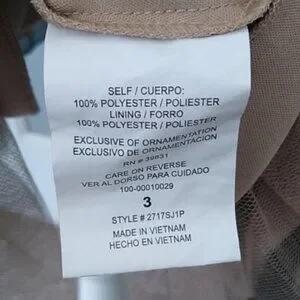 SELF / CUERPO:
100% POLYESTER / POLIESTER
LINING / FORRO
100% POLYESTER / POLIESTER
EXCLUSIVE OF ORNAMENTATION
EXCLUSIVO DE ORNAMENTACION
RN # 39831
CARE ON REVERSE
VER AL DORSO PARA CUIDADO
100-00010029
3
STYLE # 2717SJ1P
MADE IN VIETNAM
HECHO EN VIETNAM